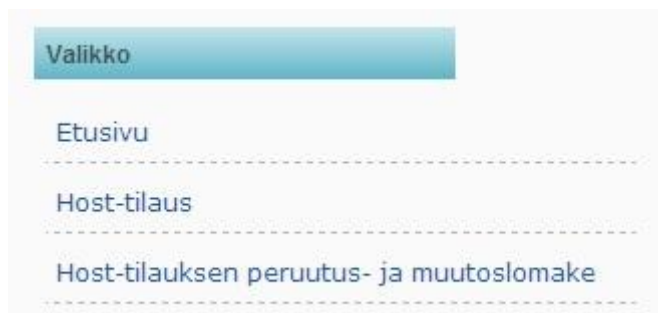 Valikko
Etusivu
Host-tilaus
Host-tilauksen peruutus- ja muutoslomake